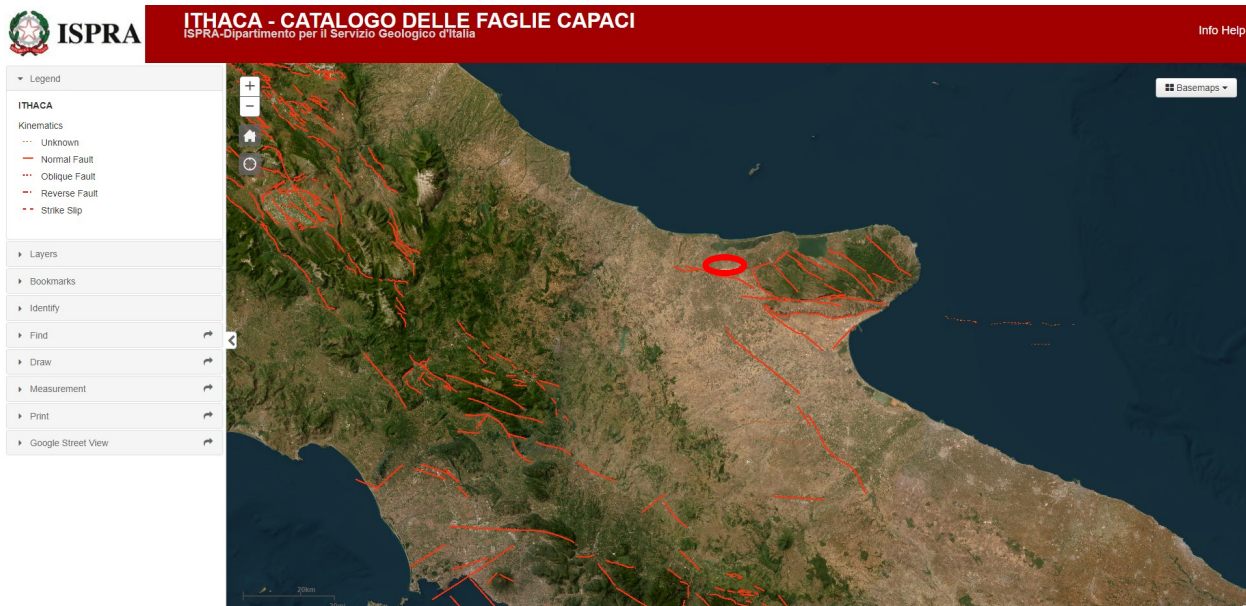 ISPRA
ITHACA - CATALOGO DELLE FAGLIE CAPACI
ISPRA-Dipartimento per il Servizio Geologico d'Italia
Info Help
Legend
ITHACA
Kinematics
Unknown
Normal Fault
Oblique Fault
Reverse Fault
Strike Slip
Layers
Bookmarks
Identify
Find
Draw
Measurement
Print
Google Street View
+
−
Basemaps
20km